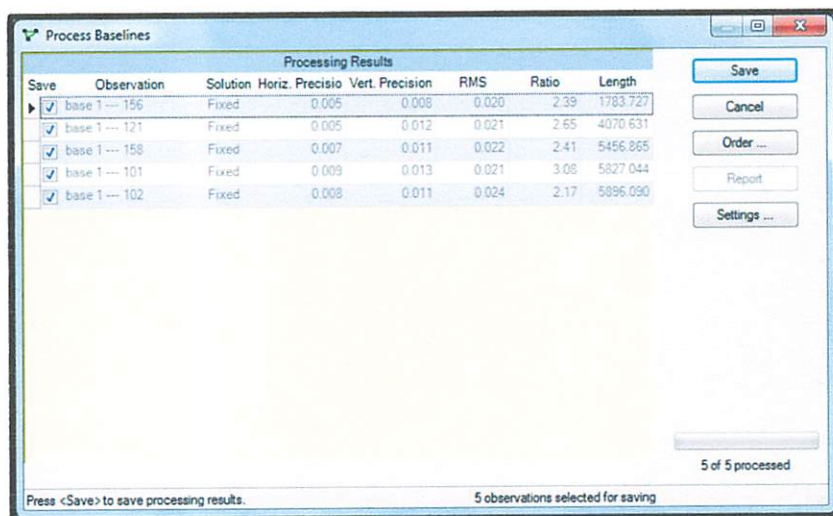 Process Baselines
Processing Results
Save Observation Solution Horiz. Precisio Vert. Precision RMS Ratio Length
base 1 --- 156 Fixed 0.005 0.008 0.020 2.39 1783.727
base 1 --- 121 Fixed 0.005 0.012 0.021 2.65 4070.631
base 1 --- 158 Fixed 0.007 0.011 0.022 2.41 5456.865
base 1 --- 101 Fixed 0.009 0.013 0.021 3.08 5827.044
base 1 --- 102 Fixed 0.008 0.011 0.024 2.17 5896.090
Save
Cancel
Order ...
Report
Settings ...
5 of 5 processed
Press <Save> to save processing results. 5 observations selected for saving